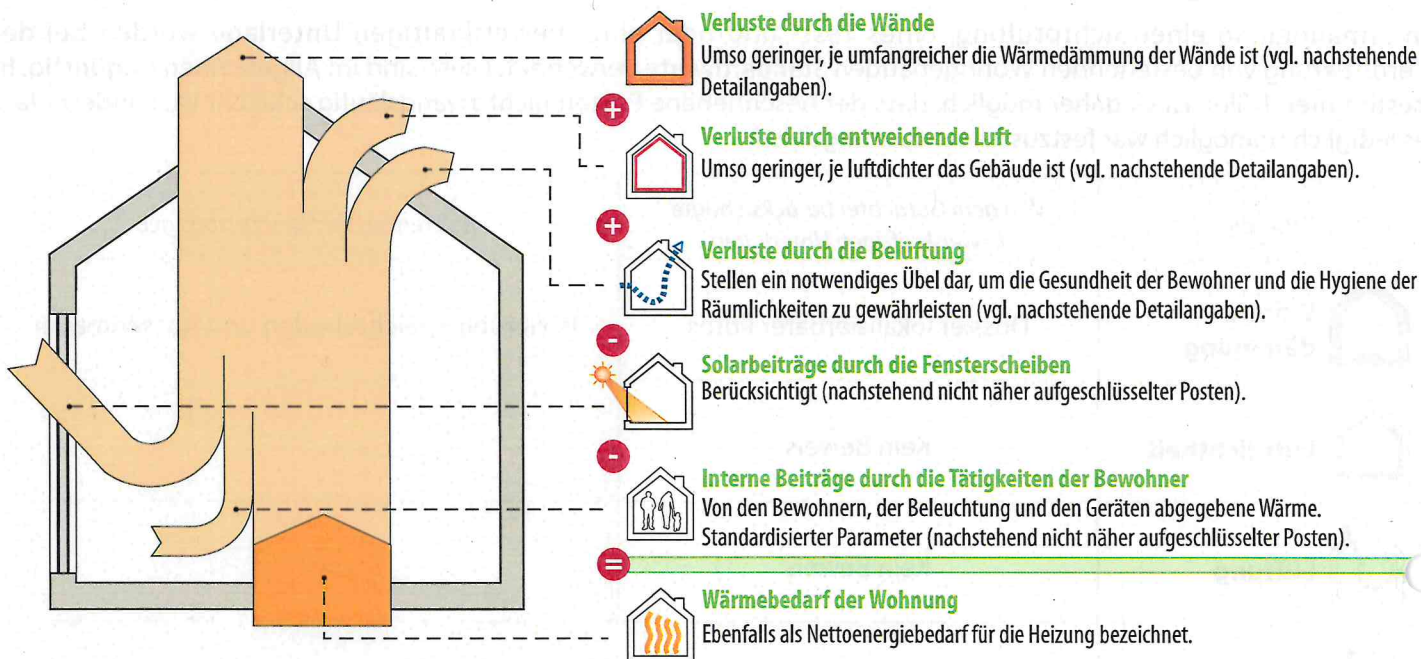 Verluste durch die Wände
Umso geringer, je umfangreicher die Wärmedämmung der Wände ist (vgl. nachstehende
Detailangaben).
+
Verluste durch entweichende Luft
Umso geringer, je luftdichter das Gebäude ist (vgl. nachstehende Detailangaben).
+
Verluste durch die Belüftung
Stellen ein notwendiges Übel dar, um die Gesundheit der Bewohner und die Hygiene der
Räumlichkeiten zu gewährleisten (vgl. nachstehende Detailangaben).
-
Solarbeiträge durch die Fensterscheiben
Berücksichtigt (nachstehend nicht näher aufgeschlüsselter Posten).
-
Interne Beiträge durch die Tätigkeiten der Bewohner
Von den Bewohnern, der Beleuchtung und den Geräten abgegebene Wärme.
Standardisierter Parameter (nachstehend nicht näher aufgeschlüsselter Posten).
=
Wärmebedarf der Wohnung
Ebenfalls als Nettoenergiebedarf für die Heizung bezeichnet.